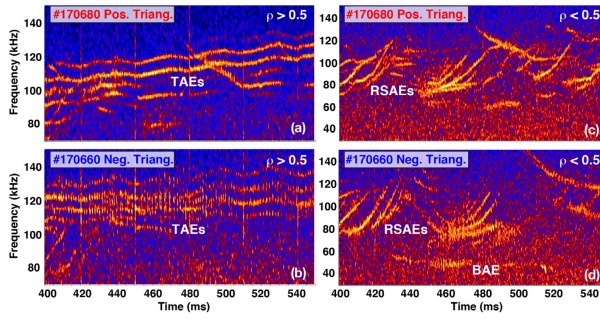 #170680 Pos. Triang.
ρ > 0.5
140
120
100
80
Frequency (kHz)
TAEs
(a)
#170680 Pos. Triang.
ρ < 0.5
140
120
100
80
60
40
RSAEs
(c)
#170660 Neg. Triang.
ρ > 0.5
140
120
100
80
Frequency (kHz)
TAEs
(b)
400 420 440 460 480 500 520 540
Time (ms)
#170660 Neg. Triang.
ρ < 0.5
140
120
100
80
60
40
RSAEs
BAE
(d)
400 420 440 460 480 500 520 540
Time (ms)